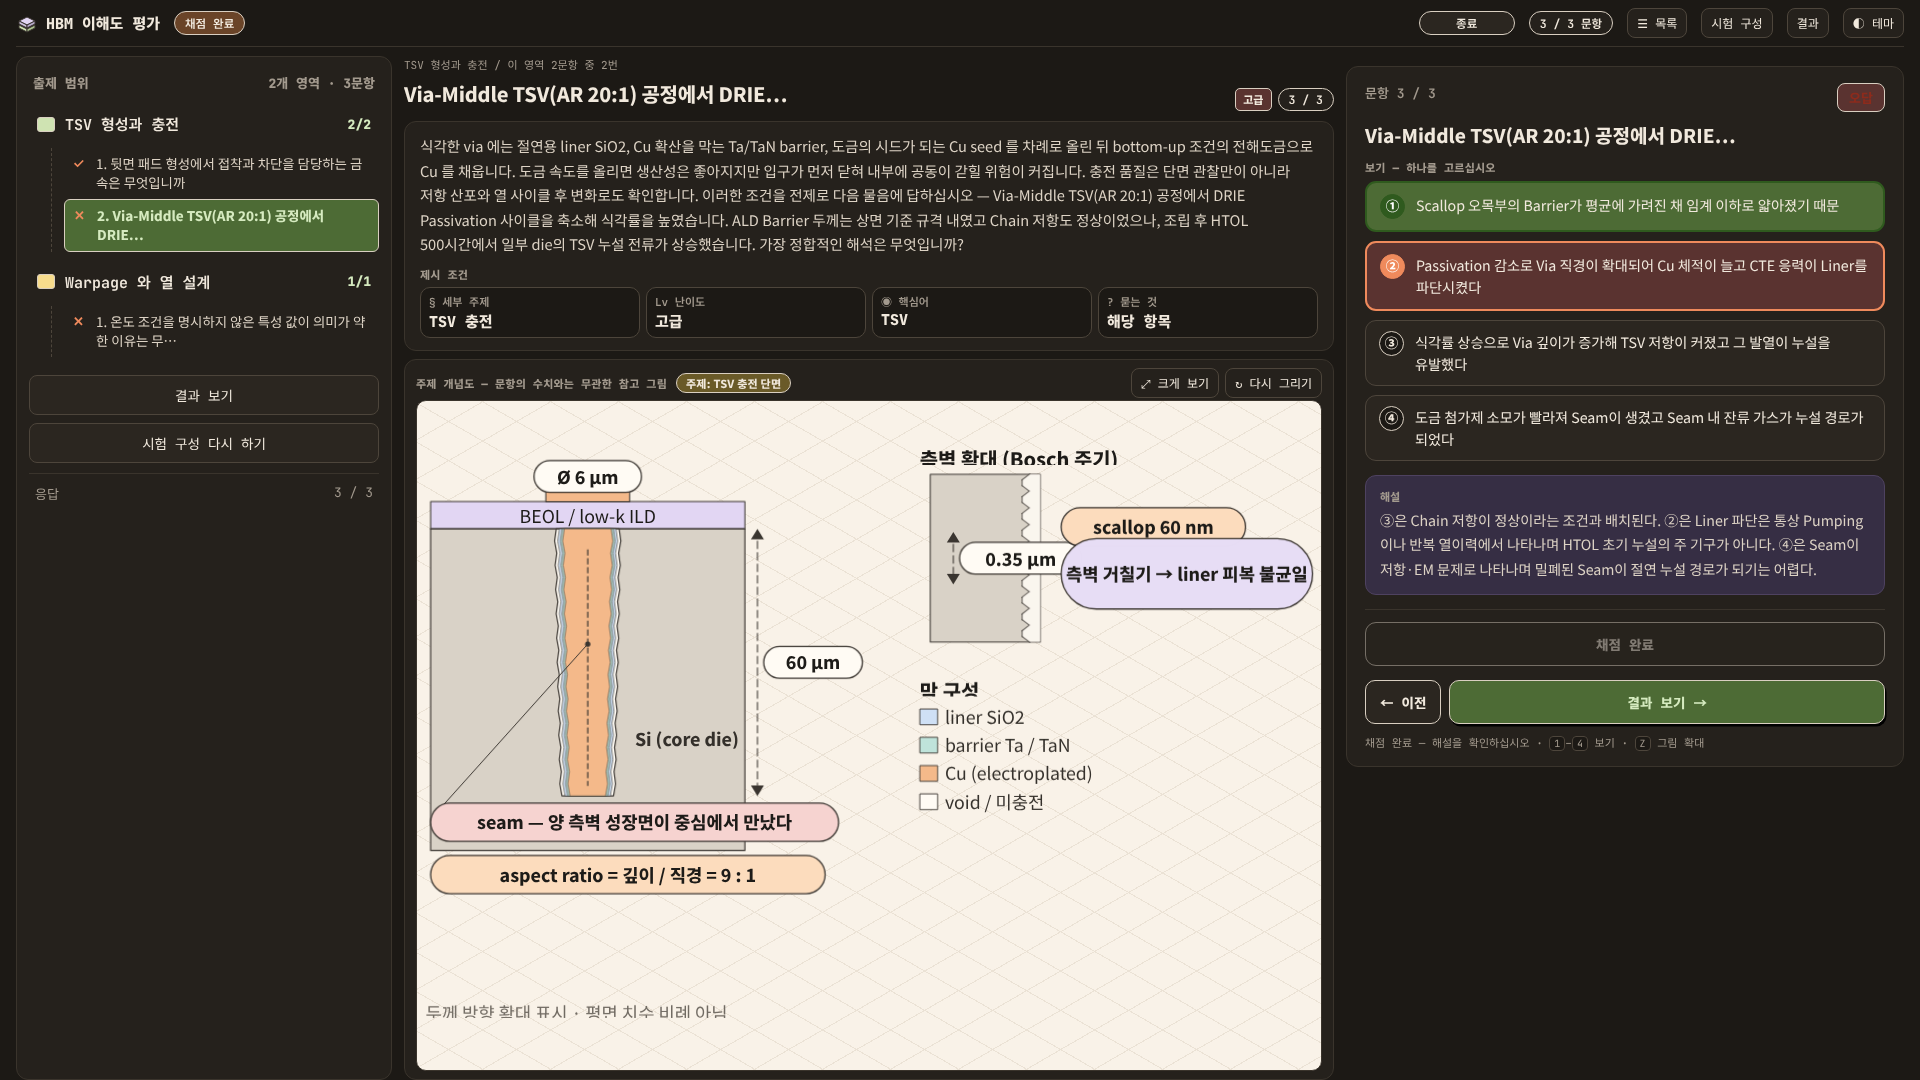 HBM 이해도 평가
채점 완료
종료
3 / 3 문항
☰ 목록
시험 구성
결과
◐ 테마
출제 범위
2개 영역 · 3문항
TSV 형성과 충전
2/2
✓ 1. 뒷면 패드 형성에서 접착과 차단을 담당하는 금
속은 무엇입니까
✕ 2. Via-Middle TSV(AR 20:1) 공정에서
DRIE...
Warpage 와 열 설계
1/1
✕ 1. 온도 조건을 명시하지 않은 특성 값이 의미가 약
한 이유는 무…
결과 보기
시험 구성 다시 하기
응답
3 / 3
TSV 형성과 충전 / 이 영역 2문항 중 2번
Via-Middle TSV(AR 20:1) 공정에서 DRIE...
고급
3 / 3
식각한 via 에는 절연용 liner SiO2, Cu 확산을 막는 Ta/TaN barrier, 도금의 시드가 되는 Cu seed 를 차례로 올린 뒤 bottom-up 조건의 전해도금으로
Cu 를 채웁니다. 도금 속도를 올리면 생산성은 좋아지지만 입구가 먼저 닫혀 내부에 공동이 갇힐 위험이 커집니다. 충전 품질은 단면 관찰만이 아니라
저항 산포와 열 사이클 후 변화로도 확인합니다. 이러한 조건을 전제로 다음 물음에 답하십시오 — Via-Middle TSV(AR 20:1) 공정에서 DRIE
Passivation 사이클을 축소해 식각률을 높였습니다. ALD Barrier 두께는 상면 기준 규격 내였고 Chain 저항도 정상이었으나, 조립 후 HTOL
500시간에서 일부 die의 TSV 누설 전류가 상승했습니다. 가장 정합적인 해석은 무엇입니까?
제시 조건
§ 세부 주제
TSV 충전
Lv 난이도
고급
◉ 핵심어
TSV
? 묻는 것
해당 항목
주제 개념도 — 문항의 수치와는 무관한 참고 그림
주제: TSV 충전 단면
⤢ 크게 보기
↻ 다시 그리기
Ø 6 µm
BEOL / low-k ILD
60 µm
Si (core die)
seam — 양 측벽 성장면이 중심에서 만났다
aspect ratio = 깊이 / 직경 = 9 : 1
측벽 확대 (Bosch 주기)
scallop 60 nm
0.35 µm
측벽 거칠기 → liner 피복 불균일
막 구성
liner SiO2
barrier Ta / TaN
Cu (electroplated)
void / 미충전
두께 방향 확대 표시 · 평면 치수 비례 아님
문항 3 / 3
오답
Via-Middle TSV(AR 20:1) 공정에서 DRIE...
보기 — 하나를 고르십시오
① Scallop 오목부의 Barrier가 평균에 가려진 채 임계 이하로 얇아졌기 때문
② Passivation 감소로 Via 직경이 확대되어 Cu 체적이 늘고 CTE 응력이 Liner를
파단시켰다
③ 식각률 상승으로 Via 깊이가 증가해 TSV 저항이 커졌고 그 발열이 누설을
유발했다
④ 도금 첨가제 소모가 빨라져 Seam이 생겼고 Seam 내 잔류 가스가 누설 경로가
되었다
해설
③은 Chain 저항이 정상이라는 조건과 배치된다. ②은 Liner 파단은 통상 Pumping
이나 반복 열이력에서 나타나며 HTOL 초기 누설의 주 기구가 아니다. ④은 Seam이
저항·EM 문제로 나타나며 밀폐된 Seam이 절연 누설 경로가 되기는 어렵다.
채점 완료
← 이전
결과 보기 →
채점 완료 — 해설을 확인하십시오 · 1–4 보기 · Z 그림 확대